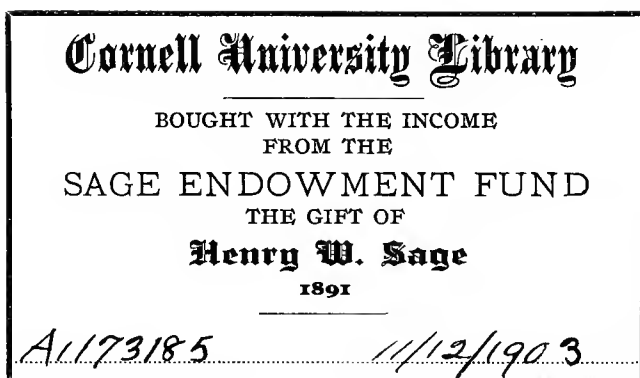 Cornell University Library
BOUGHT WITH THE INCOME
FROM THE
SAGE ENDOWMENT FUND
THE GIFT OF
Henry W. Sage
1891
A1173185 11/12/1903